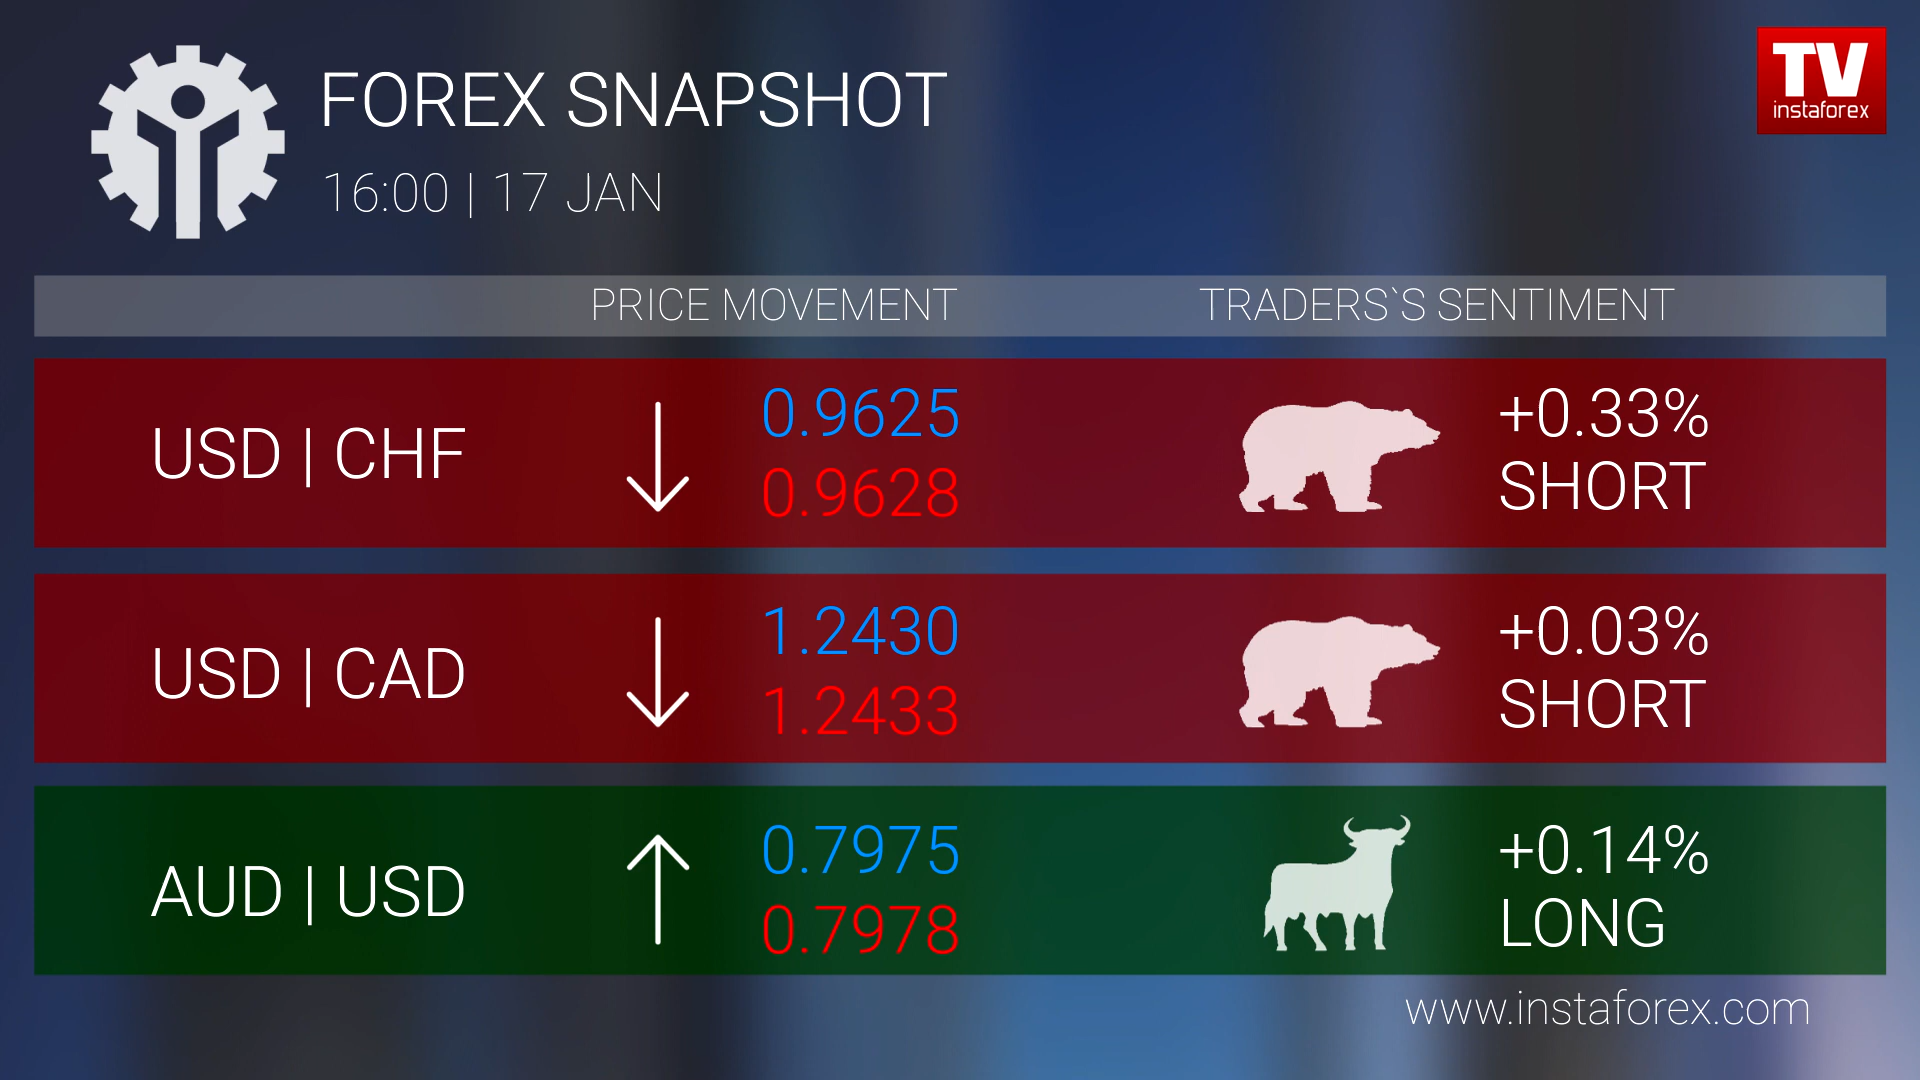 FOREX SNAPSHOT
16:00 | 17 JAN
TV
instaforex
PRICE MOVEMENT
TRADERS`S SENTIMENT
USD | CHF
0.9625
0.9628
+0.33%
SHORT
USD | CAD
1.2430
1.2433
+0.03%
SHORT
AUD | USD
0.7975
0.7978
+0.14%
LONG
www.instaforex.com